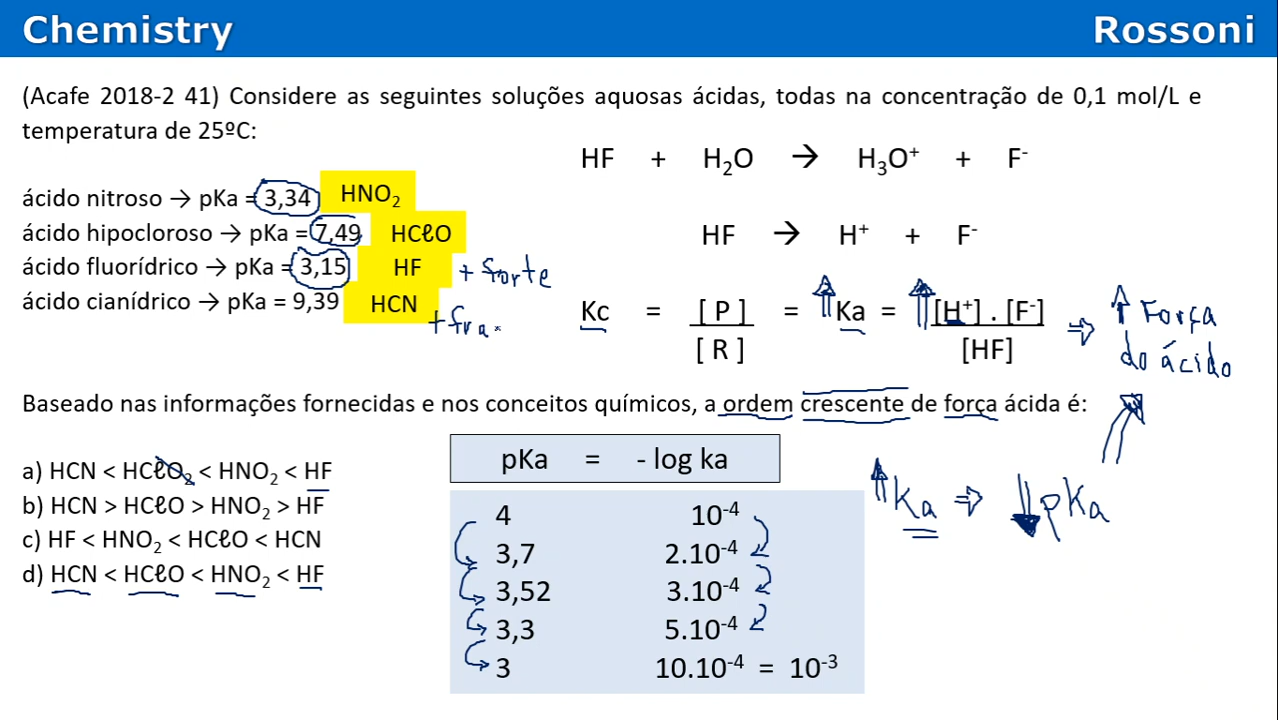 Chemistry Rossoni
(Acafe 2018-2 41) Considere as seguintes soluções aquosas ácidas, todas na concentração de 0,1 mol/L e
temperatura de 25ºC:
ácido nitroso → pKa = 3,34 HNO₂
ácido hipocloroso → pKa = 7,49 HCℓO
ácido fluorídrico → pKa = 3,15 HF + forte
ácido cianídrico → pKa = 9,39 HCN + fra
HF + H₂O → H₃O⁺ + F⁻
HF → H⁺ + F⁻
Kc = [ P ] / [ R ] = ↑ Ka = ↑ [H⁺] . [F⁻] / [HF] ⇒ ↑ Força
do ácido
Baseado nas informações fornecidas e nos conceitos químicos, a ordem crescente de força ácida é:
a) HCN < HCℓO₂ < HNO₂ < HF
b) HCN > HCℓO > HNO₂ > HF
c) HF < HNO₂ < HCℓO < HCN
d) HCN < HCℓO < HNO₂ < HF
pKa = - log ka
4 10⁻⁴
3,7 2.10⁻⁴
3,52 3.10⁻⁴
3,3 5.10⁻⁴
3 10.10⁻⁴ = 10⁻³
↑ Ka ⇒ ↓ pKa